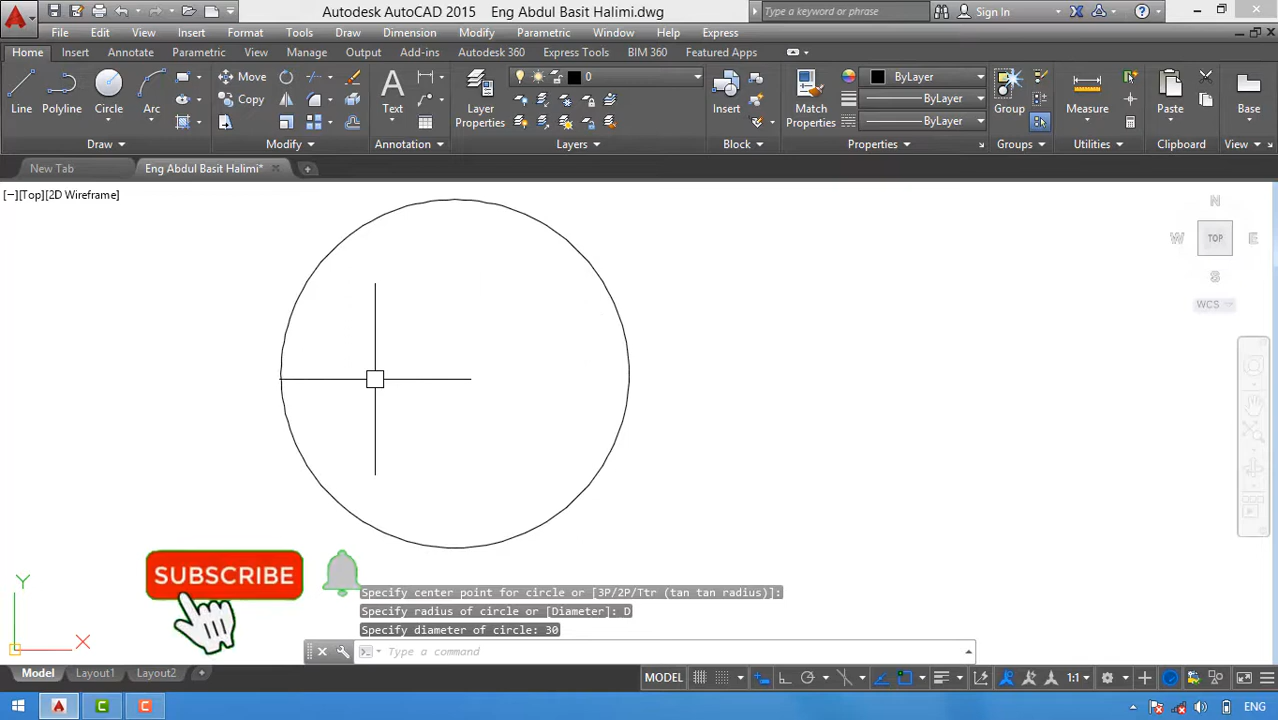 Autodesk AutoCAD 2015 Eng Abdul Basit Halimi.dwg
Type a keyword or phrase
Sign In
File Edit View Insert Format Tools Draw Dimension Modify Parametric Window Help Express
Home Insert Annotate Parametric View Manage Output Add-ins Autodesk 360 Express Tools BIM 360 Featured Apps
Line Polyline Circle Arc
Move
Copy
Text
Layer Properties
0
Insert
Match Properties
ByLayer
ByLayer
ByLayer
Group
Measure
Paste
Base
Draw Modify Annotation Layers Block Properties Groups Utilities Clipboard View
New Tab Eng Abdul Basit Halimi*
[−][Top][2D Wireframe]
N
W TOP E
S
WCS
SUBSCRIBE
Specify center point for circle or [3P/2P/Ttr (tan tan radius)]:
Specify radius of circle or [Diameter]: D
Specify diameter of circle: 30
Type a command
Y
X
Model Layout1 Layout2
MODEL
1:1
ENG